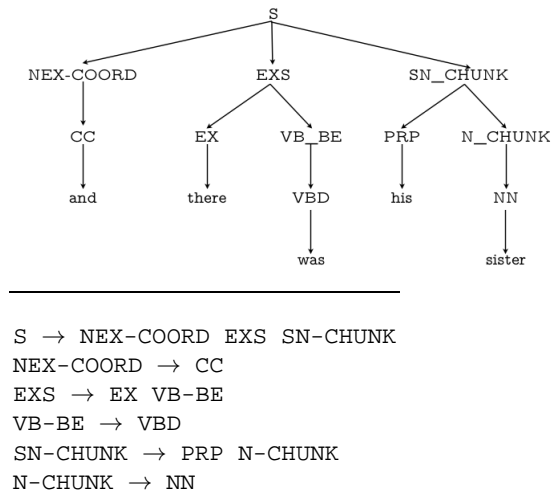 S
NEX-COORD EXS SN_CHUNK
CC EX VB_BE PRP N_CHUNK
and there VBD his NN
was sister
S → NEX-COORD EXS SN-CHUNK
NEX-COORD → CC
EXS → EX VB-BE
VB-BE → VBD
SN-CHUNK → PRP N-CHUNK
N-CHUNK → NN